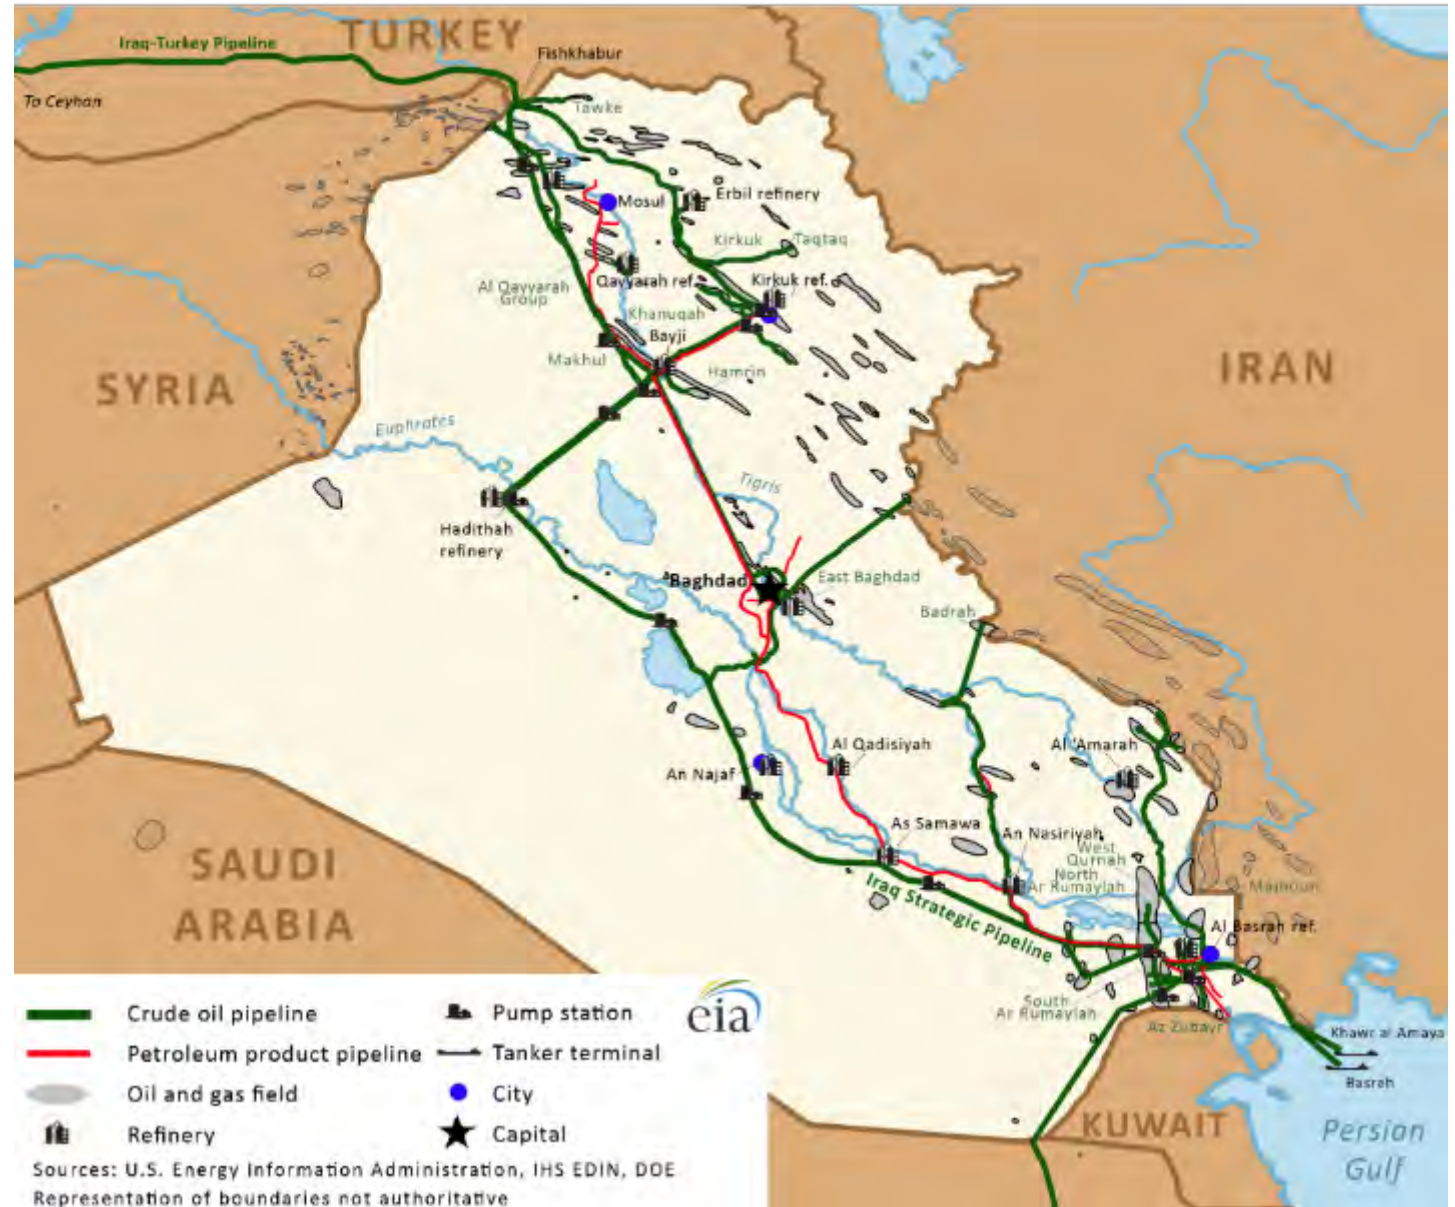 TURKEY
Iraq-Turkey Pipeline
Fishkhabur
To Ceyhan
Tawke
Mosul
Erbil refinery
Kirkuk
Taqtaq
Al Qayyarah
Group
Qayyarah ref.
Kirkuk ref.
Khanuqah
Bayji
Makhul
Hamrin
SYRIA
IRAN
Euphrates
Tigris
Hadithah
refinery
Baghdad
East Baghdad
Badrah
Al Qadisiyah
Al 'Amarah
An Najaf
As Samawa
An Nasiriyah
West
Qurnah
North
Ar Rumaylah
Majnoun
SAUDI
ARABIA
Iraq Strategic Pipeline
Al Basrah ref.
South
Ar Rumaylah
Az Zubayr
Khawr al Amaya
Basrah
KUWAIT
Persian
Gulf
Crude oil pipeline
Pump station
eia
Petroleum product pipeline
Tanker terminal
Oil and gas field
City
Refinery
Capital
Sources: U.S. Energy Information Administration, IHS EDIN, DOE
Representation of boundaries not authoritative